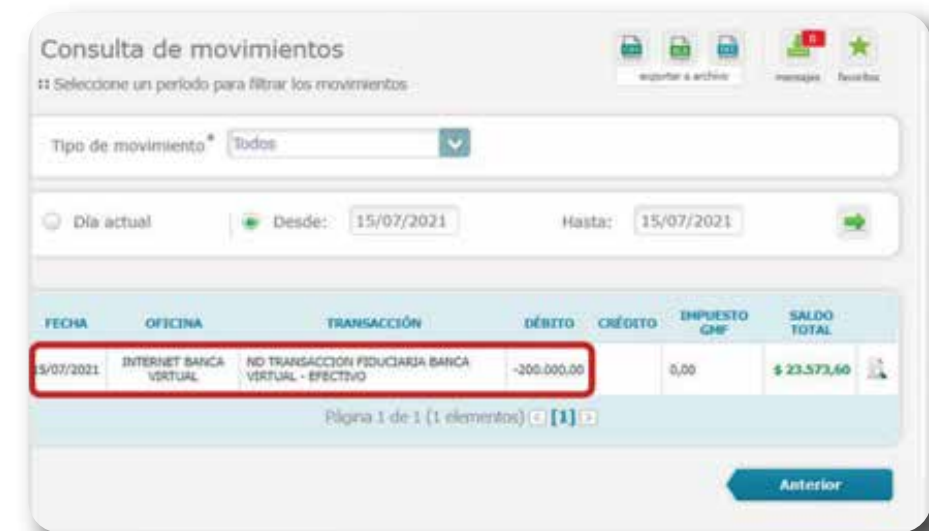 Consulta de movimientos
Seleccione un período para filtrar los movimientos
exportar a archivo
mensajes
favoritos
Tipo de movimiento* Todos
Día actual
Desde: 15/07/2021
Hasta: 15/07/2021
FECHA OFICINA TRANSACCIÓN DÉBITO CRÉDITO IMPUESTO GMF SALDO TOTAL
15/07/2021 INTERNET BANCA VIRTUAL ND TRANSACCION FIDUCIARIA BANCA VIRTUAL - EFECTIVO -200.000,00 0,00 $ 23.573,60
Página 1 de 1 (1 elementos) < [1] >
Anterior